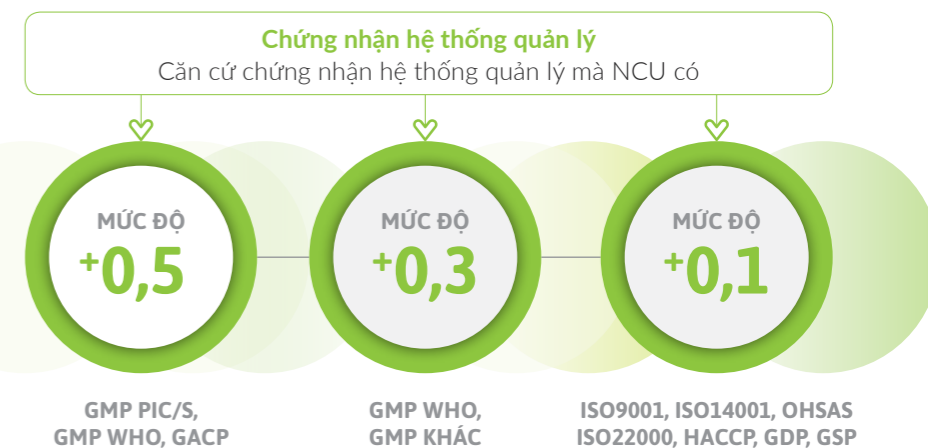 Chứng nhận hệ thống quản lý
Căn cứ chứng nhận hệ thống quản lý mà NCU có
MỨC ĐỘ
+0,5
MỨC ĐỘ
+0,3
MỨC ĐỘ
+0,1
GMP PIC/S,
GMP WHO, GACP
GMP WHO,
GMP KHÁC
ISO9001, ISO14001, OHSAS
ISO22000, HACCP, GDP, GSP